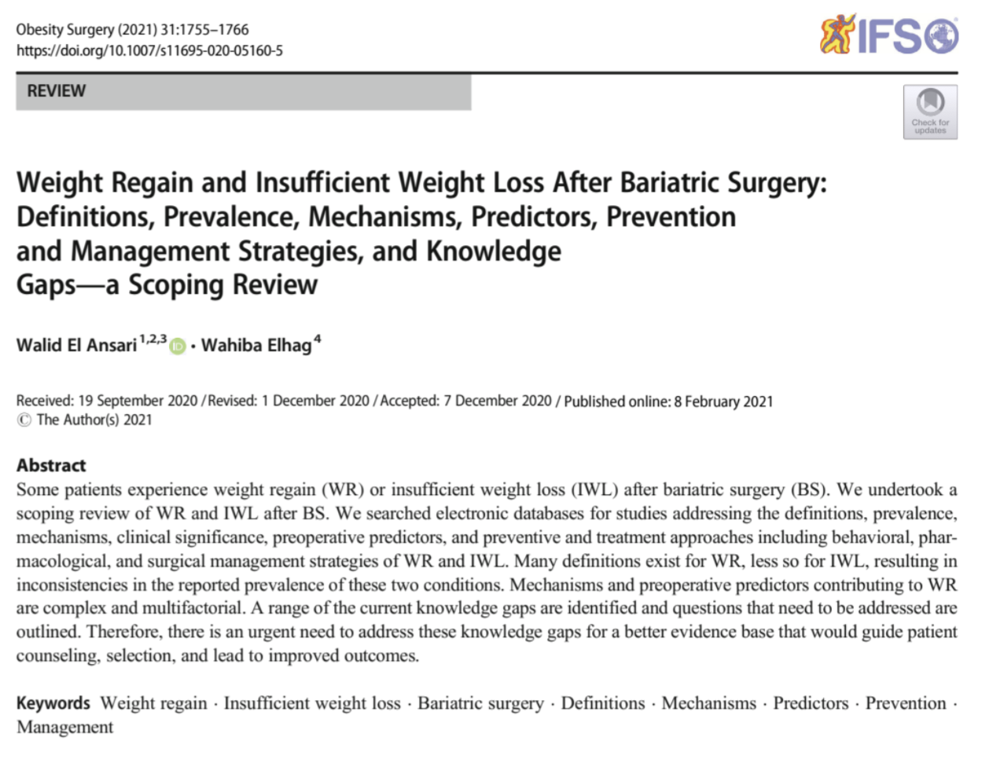 Obesity Surgery (2021) 31:1755–1766
https://doi.org/10.1007/s11695-020-05160-5
IFSO
REVIEW
Check for
updates
Weight Regain and Insufficient Weight Loss After Bariatric Surgery:
Definitions, Prevalence, Mechanisms, Predictors, Prevention
and Management Strategies, and Knowledge
Gaps—a Scoping Review
Walid El Ansari 1,2,3 iD · Wahiba Elhag 4
Received: 19 September 2020 / Revised: 1 December 2020 / Accepted: 7 December 2020 / Published online: 8 February 2021
© The Author(s) 2021
Abstract
Some patients experience weight regain (WR) or insufficient weight loss (IWL) after bariatric surgery (BS). We undertook a
scoping review of WR and IWL after BS. We searched electronic databases for studies addressing the definitions, prevalence,
mechanisms, clinical significance, preoperative predictors, and preventive and treatment approaches including behavioral, phar-
macological, and surgical management strategies of WR and IWL. Many definitions exist for WR, less so for IWL, resulting in
inconsistencies in the reported prevalence of these two conditions. Mechanisms and preoperative predictors contributing to WR
are complex and multifactorial. A range of the current knowledge gaps are identified and questions that need to be addressed are
outlined. Therefore, there is an urgent need to address these knowledge gaps for a better evidence base that would guide patient
counseling, selection, and lead to improved outcomes.
Keywords Weight regain · Insufficient weight loss · Bariatric surgery · Definitions · Mechanisms · Predictors · Prevention ·
Management